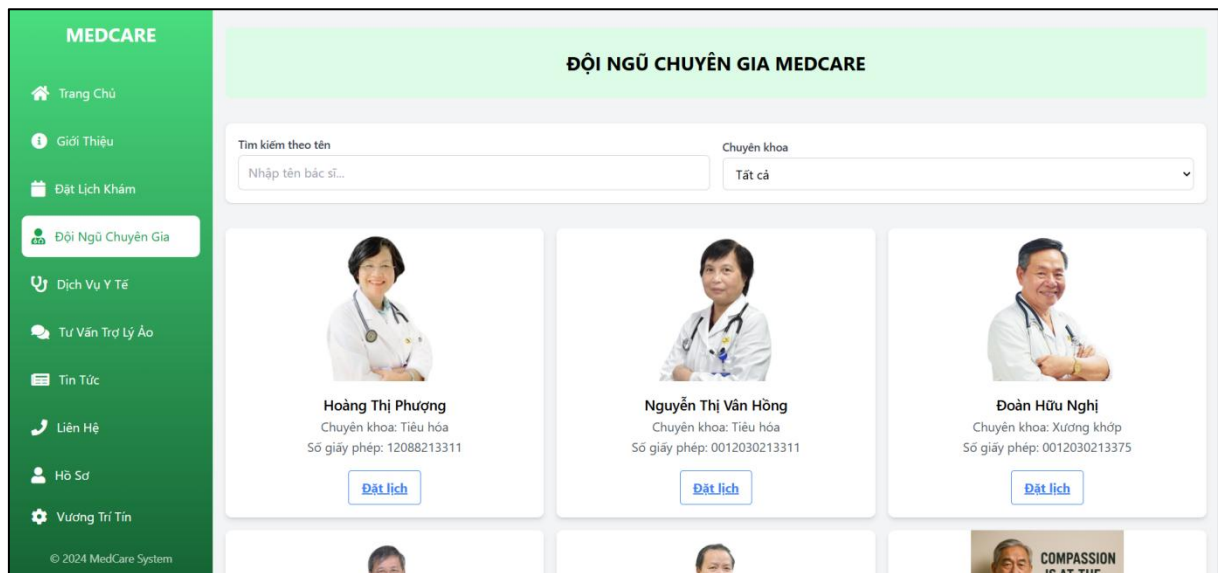 MEDCARE
Trang Chủ
Giới Thiệu
Đặt Lịch Khám
Đội Ngũ Chuyên Gia
Dịch Vụ Y Tế
Tư Vấn Trợ Lý Ảo
Tin Tức
Liên Hệ
Hồ Sơ
Vương Trí Tín
© 2024 MedCare System
ĐỘI NGŨ CHUYÊN GIA MEDCARE
Tìm kiếm theo tên
Nhập tên bác sĩ...
Chuyên khoa
Tất cả
Hoàng Thị Phượng
Chuyên khoa: Tiêu hóa
Số giấy phép: 12088213311
Đặt lịch
Nguyễn Thị Vân Hồng
Chuyên khoa: Tiêu hóa
Số giấy phép: 0012030213311
Đặt lịch
Đoàn Hữu Nghị
Chuyên khoa: Xương khớp
Số giấy phép: 0012030213375
Đặt lịch
COMPASSION
IS AT THE